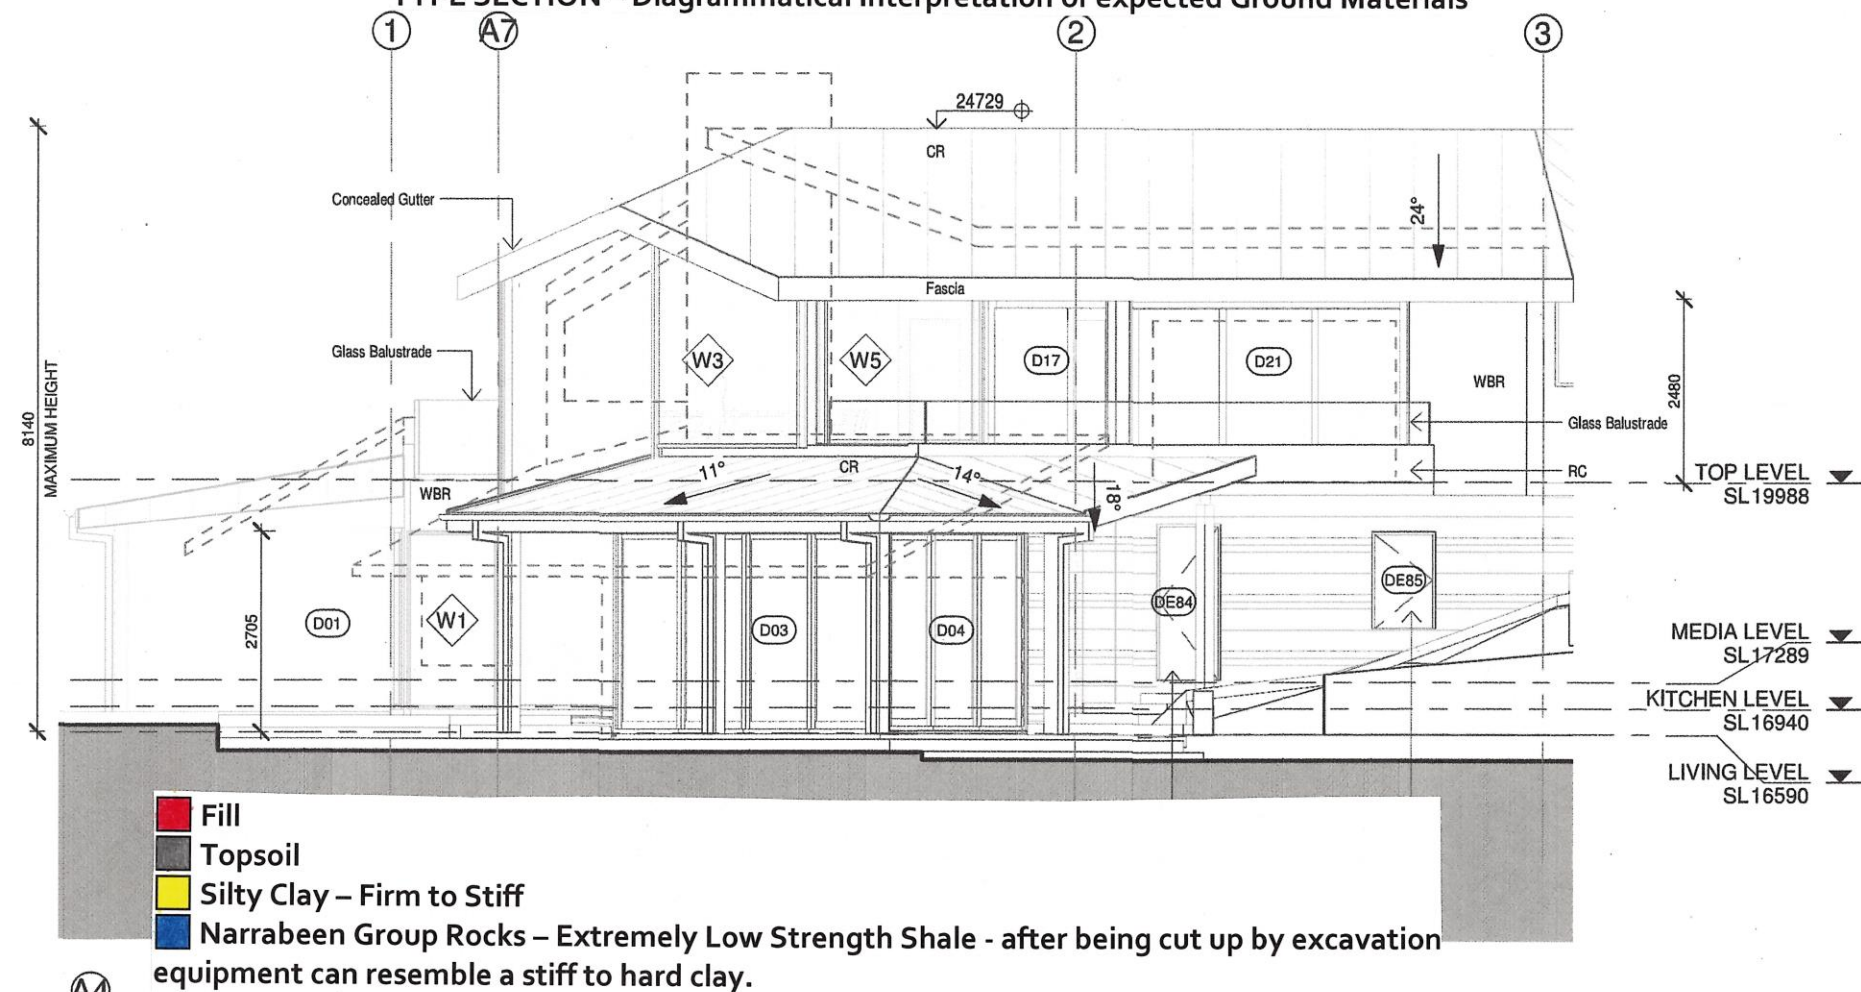 TYPE SECTION – Diagrammatical Interpretation of expected Ground Materials
1 A7 2 3
24729
CR
Concealed Gutter
24°
Fascia
Glass Balustrade
W3 W5 D17 D21
WBR
2480
8140
MAXIMUM HEIGHT
Glass Balustrade
11° CR 14° 18°
RC
TOP LEVEL
SL19988
WBR
2705
D01 W1 D03 D04 DE84 DE85
MEDIA LEVEL
SL17289
KITCHEN LEVEL
SL16940
LIVING LEVEL
SL16590
Fill
Topsoil
Silty Clay – Firm to Stiff
Narrabeen Group Rocks – Extremely Low Strength Shale - after being cut up by excavation
equipment can resemble a stiff to hard clay.